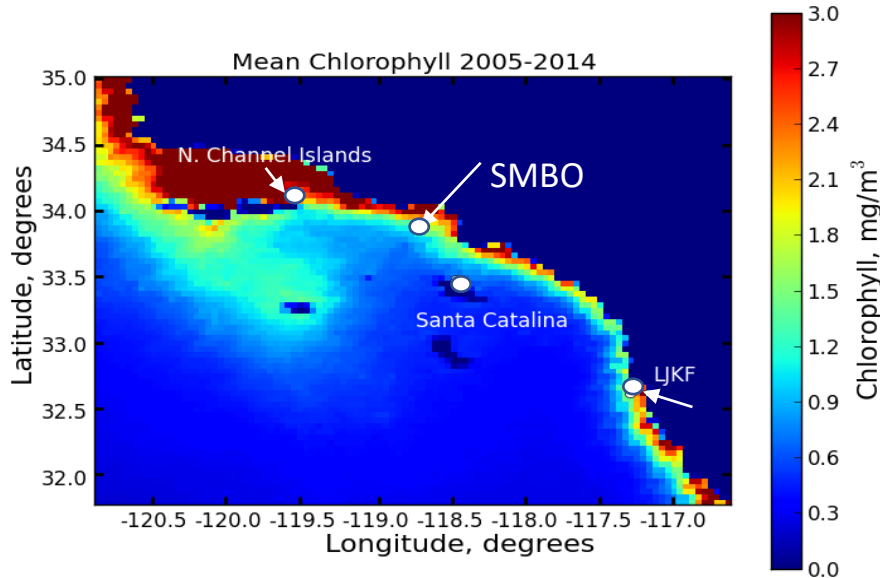 Mean Chlorophyll 2005-2014
35.0
34.5
34.0
33.5
33.0
32.5
32.0
Latitude, degrees
N. Channel Islands
SMBO
Santa Catalina
LJKF
-120.5 -120.0 -119.5 -119.0 -118.5 -118.0 -117.5 -117.0
Longitude, degrees
3.0
2.7
2.4
2.1
1.8
1.5
1.2
0.9
0.6
0.3
0.0
Chlorophyll, mg/m³